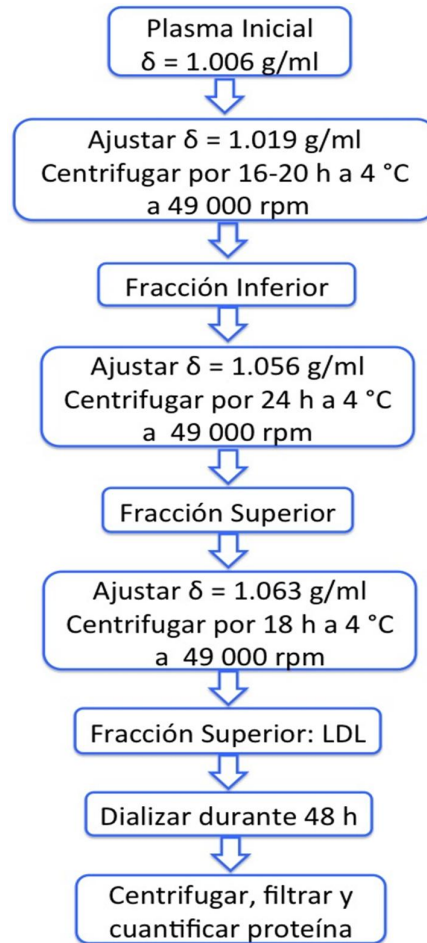 Plasma Inicial
δ = 1.006 g/ml
Ajustar δ = 1.019 g/ml
Centrifugar por 16-20 h a 4 °C
a 49 000 rpm
Fracción Inferior
Ajustar δ = 1.056 g/ml
Centrifugar por 24 h a 4 °C
a 49 000 rpm
Fracción Superior
Ajustar δ = 1.063 g/ml
Centrifugar por 18 h a 4 °C
a 49 000 rpm
Fracción Superior: LDL
Dializar durante 48 h
Centrifugar, filtrar y
cuantificar proteína